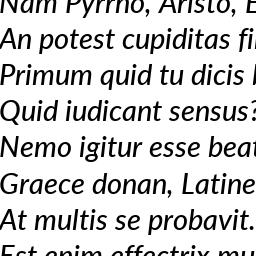 Nam Pyrrho, Aristo, E
An potest cupiditas fi
Primum quid tu dicis
Quid iudicant sensus?
Nemo igitur esse beat
Graece donan, Latine
At multis se probavit.
Est enim effectrix mu